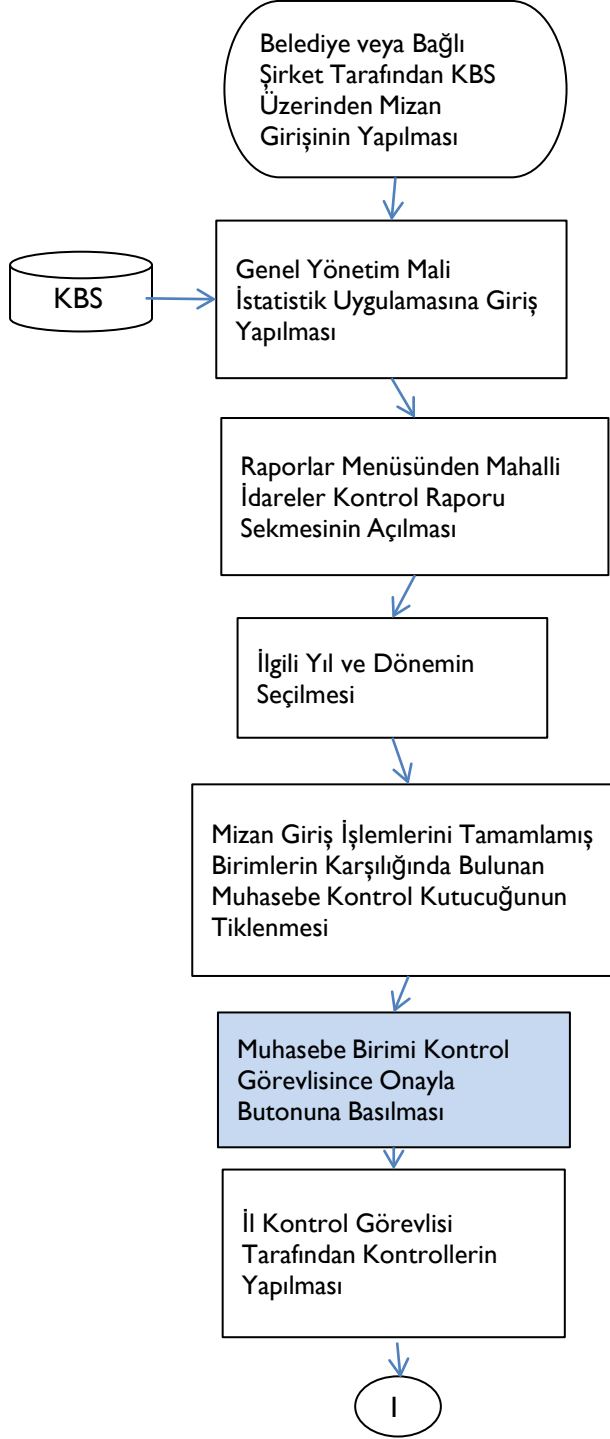 Belediye veya Bağlı
Şirket Tarafından KBS
Üzerinden Mizan
Girişinin Yapılması
KBS
Genel Yönetim Mali
İstatistik Uygulamasına Giriş
Yapılması
Raporlar Menüsünden Mahalli
İdareler Kontrol Raporu
Sekmesinin Açılması
İlgili Yıl ve Dönemin
Seçilmesi
Mizan Giriş İşlemlerini Tamamlamış
Birimlerin Karşılığında Bulunan
Muhasebe Kontrol Kutucuğunun
Tiklenmesi
Muhasebe Birimi Kontrol
Görevlisince Onayla
Butonuna Basılması
İl Kontrol Görevlisi
Tarafından Kontrollerin
Yapılması
1